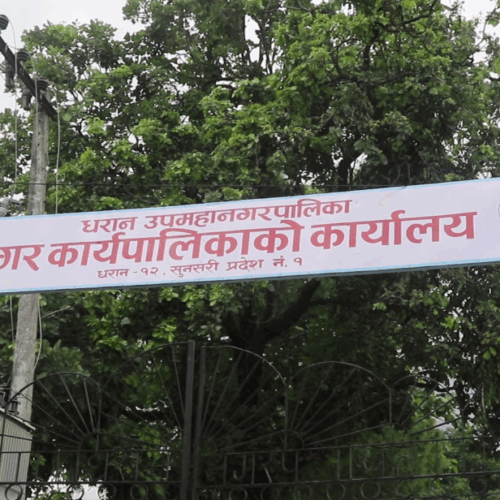 धरान उपमहानगरपालिका
गर कार्यपालिकाको कार्यालय
धरान - १२, सुनसरी प्रदेश नं. १